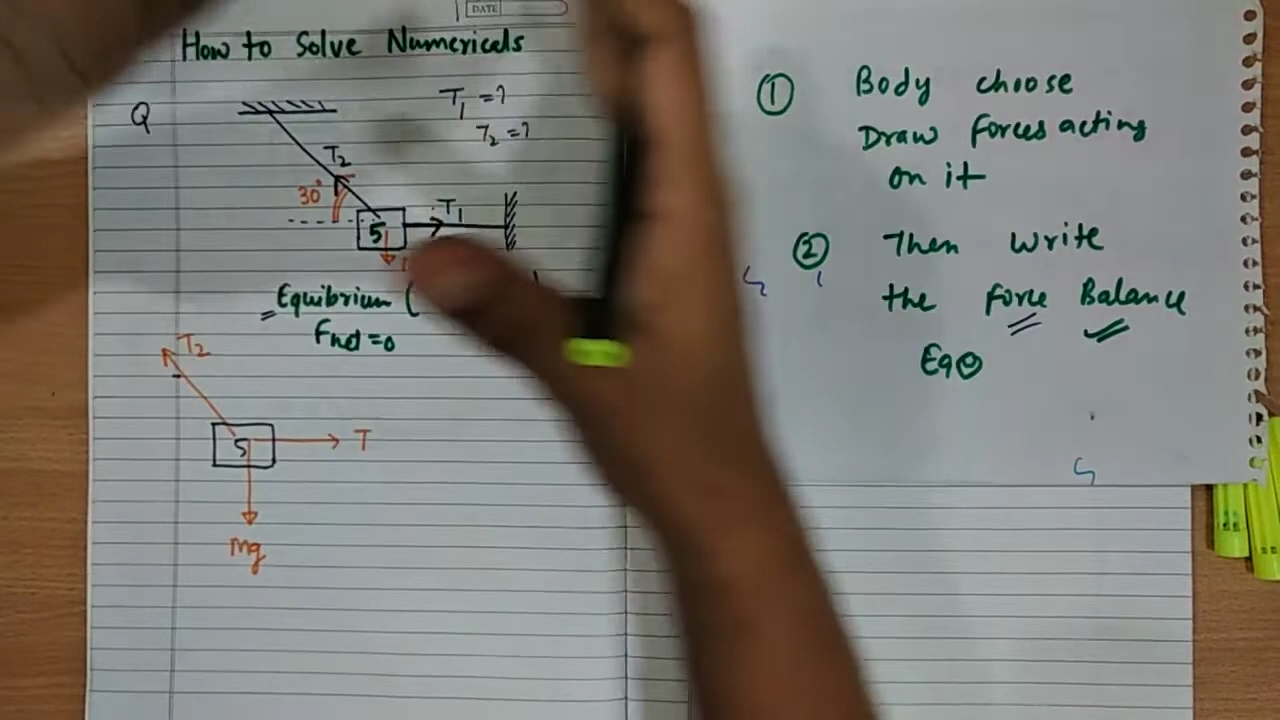 DATE
How to Solve Numericals
Q
T1 = ?
T2 = ?
T2
30°
T1
5
Equibrium (
Fnet = 0
T2
5
T
Mg
① Body choose
Draw forces acting
on it
② Then write
the force Balance
Eq